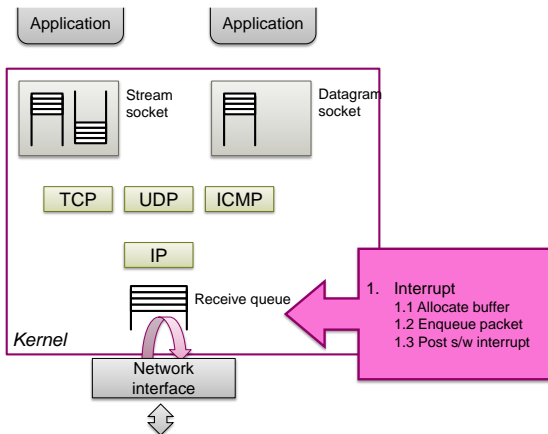 Application
Application
Stream
socket
Datagram
socket
TCP
UDP
ICMP
IP
Receive queue
Kernel
Network
interface
1. Interrupt
1.1 Allocate buffer
1.2 Enqueue packet
1.3 Post s/w interrupt